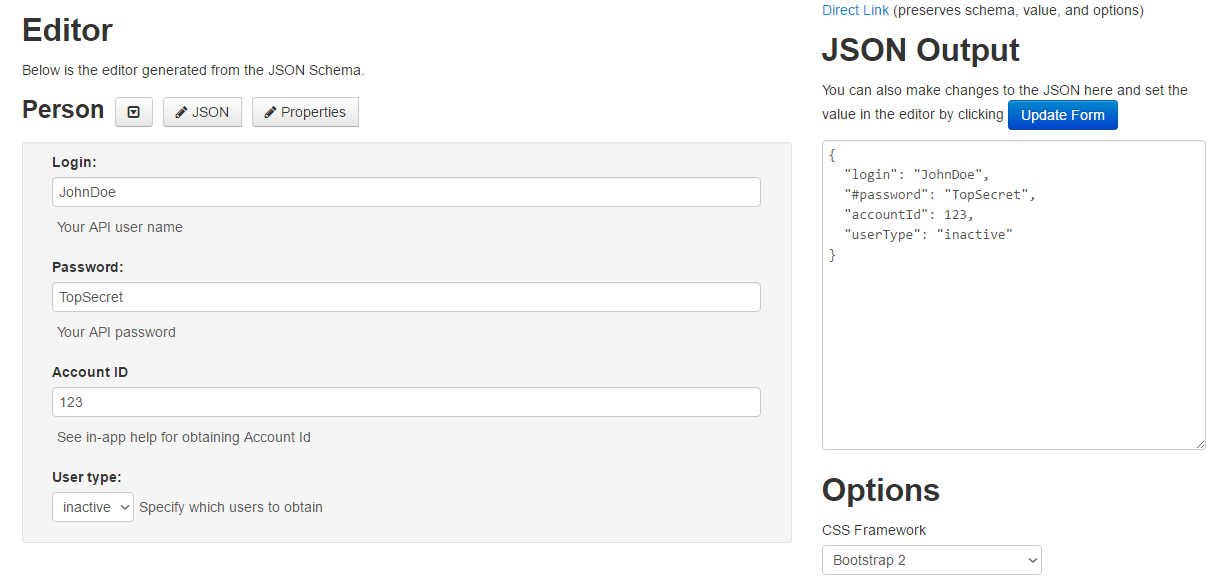 Editor
Below is the editor generated from the JSON Schema.
Person
JSON
Properties
Login:
JohnDoe
Your API user name
Password:
TopSecret
Your API password
Account ID
123
See in-app help for obtaining Account Id
User type:
inactive Specify which users to obtain
Direct Link (preserves schema, value, and options)
JSON Output
You can also make changes to the JSON here and set the
value in the editor by clicking Update Form
{
  "login": "JohnDoe",
  "#password": "TopSecret",
  "accountId": 123,
  "userType": "inactive"
}
Options
CSS Framework
Bootstrap 2